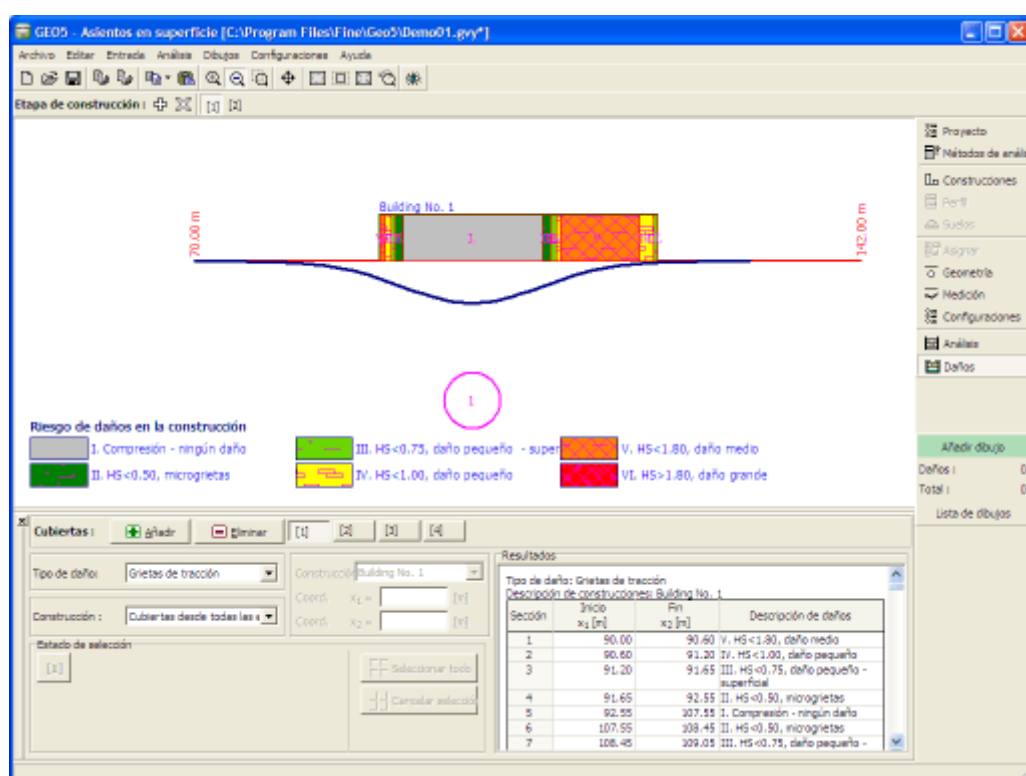 GEO5 - Asientos en superficie [C:\Program Files\Fine\Geo5\Demo01.gvy*]
Archivo Editar Entrada Análisis Dibujos Configuraciones Ayuda
Etapa de construcción : [1] [2]
Building No. 1
70.00 m
142.00 m
1
1
Riesgo de daños en la construcción
I. Compresión - ningún daño
III. HS<0.75, daño pequeño - super
V. HS<1.80, daño medio
II. HS<0.50, microgrietas
IV. HS<1.00, daño pequeño
VI. HS>1.80, daño grande
Proyecto
Métodos de análi
Construcciones
Perfil
Suelos
Asignar
Geometría
Medición
Configuraciones
Análisis
Daños
Añadir dibujo
Daños : 0
Total : 0
Lista de dibujos
Cubiertas : Añadir Eliminar [1] [2] [3] [4]
Tipo de daño: Grietas de tracción
Construcción : Cubiertas desde todas las e
Construcción Building No. 1
Coord. x1 = [m]
Coord. x2 = [m]
Estado de selección
[1]
Seleccionar todo
Cancelar selecció
Resultados
Tipo de daño: Grietas de tracción
Descripción de construcciones: Building No. 1
Sección Inicio x1 [m] Fin x2 [m] Descripción de daños
1 90.00 90.60 V. HS<1.80, daño medio
2 90.60 91.20 IV. HS<1.00, daño pequeño
3 91.20 91.65 III. HS<0.75, daño pequeño -
superficial
4 91.65 92.55 II. HS<0.50, microgrietas
5 92.55 107.55 I. Compresión - ningún daño
6 107.55 108.45 II. HS<0.50, microgrietas
7 108.45 109.05 III. HS<0.75, daño pequeño -